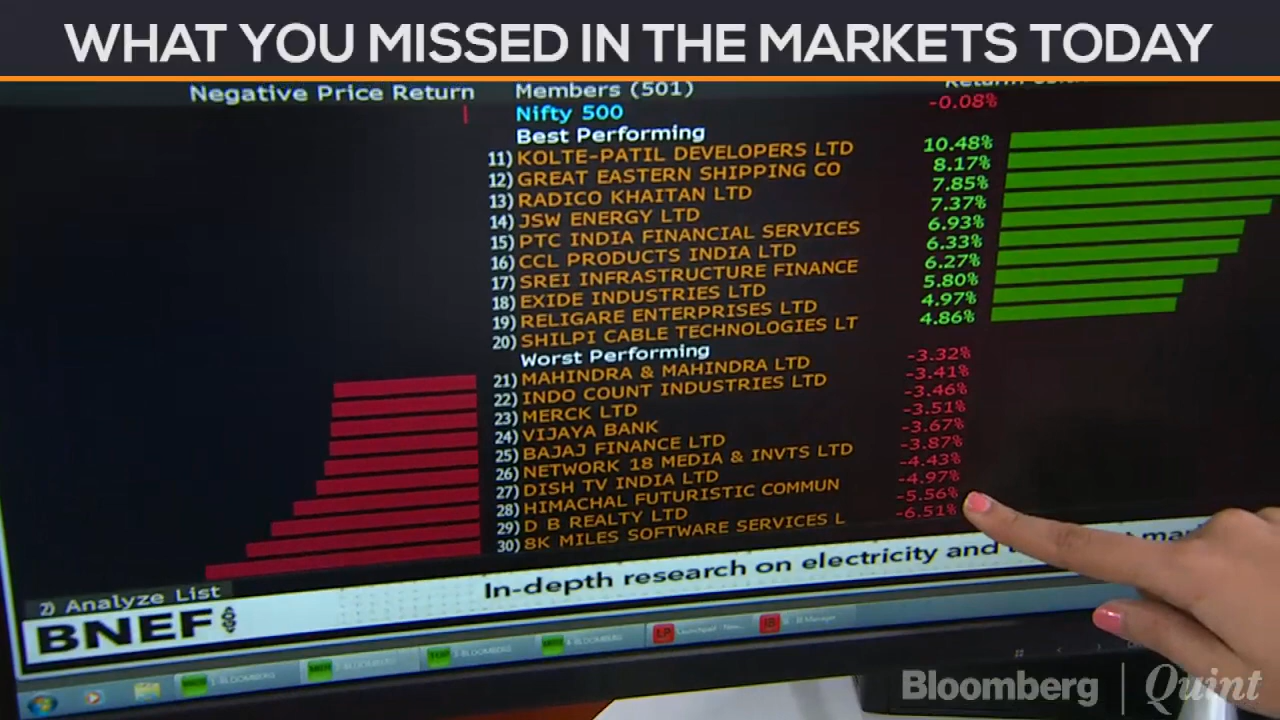 WHAT YOU MISSED IN THE MARKETS TODAY
Negative Price Return
Members (501)
Nifty 500 -0.08%
Best Performing
11) KOLTE-PATIL DEVELOPERS LTD 10.48%
12) GREAT EASTERN SHIPPING CO 8.17%
13) RADICO KHAITAN LTD 7.85%
14) JSW ENERGY LTD 7.37%
15) PTC INDIA FINANCIAL SERVICES 6.93%
16) CCL PRODUCTS INDIA LTD 6.33%
17) SREI INFRASTRUCTURE FINANCE 6.27%
18) EXIDE INDUSTRIES LTD 5.80%
19) RELIGARE ENTERPRISES LTD 4.97%
20) SHILPI CABLE TECHNOLOGIES LT 4.86%
Worst Performing
21) MAHINDRA & MAHINDRA LTD -3.32%
22) INDO COUNT INDUSTRIES LTD -3.41%
23) MERCK LTD -3.46%
24) VIJAYA BANK -3.51%
25) BAJAJ FINANCE LTD -3.67%
26) NETWORK 18 MEDIA & INVTS LTD -3.87%
27) DISH TV INDIA LTD -4.43%
28) HIMACHAL FUTURISTIC COMMUN -4.97%
29) D B REALTY LTD -5.56%
30) 8K MILES SOFTWARE SERVICES L -6.51%
2) Analyze List
BNEF
In-depth research on electricity and
Bloomberg | Quint